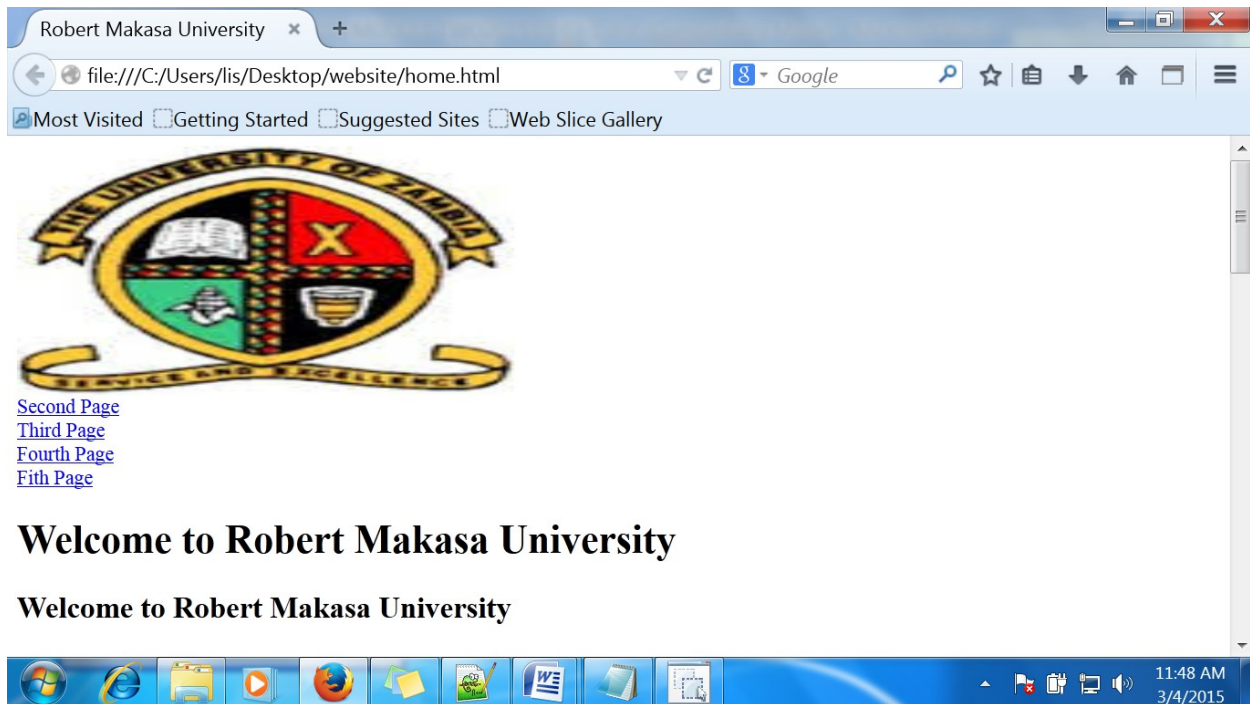 Robert Makasa University
file:///C:/Users/lis/Desktop/website/home.html
8 Google
Most Visited Getting Started Suggested Sites Web Slice Gallery
THE UNIVERSITY OF ZAMBIA
SERVICE AND EXCELLENCE
Second Page
Third Page
Fourth Page
Fith Page
Welcome to Robert Makasa University
Welcome to Robert Makasa University
11:48 AM
3/4/2015